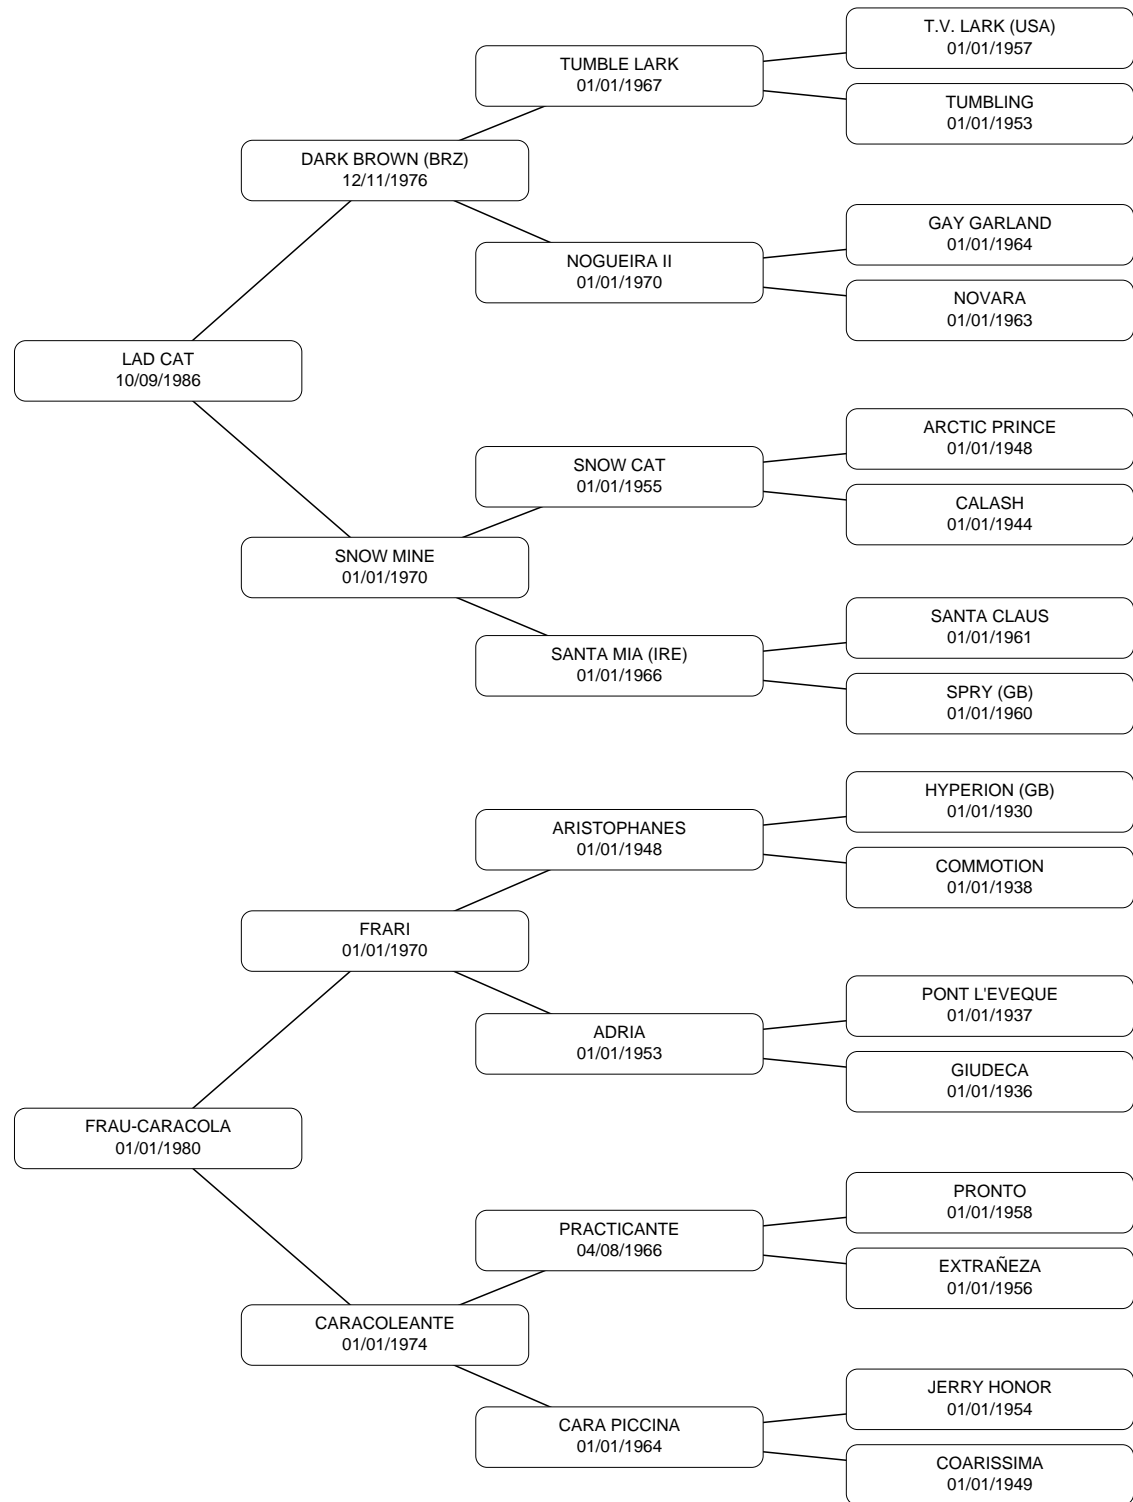 T.V. LARK (USA)
01/01/1957
TUMBLE LARK
01/01/1967
TUMBLING
01/01/1953
DARK BROWN (BRZ)
12/11/1976
GAY GARLAND
01/01/1964
NOGUEIRA II
01/01/1970
NOVARA
01/01/1963
LAD CAT
10/09/1986
ARCTIC PRINCE
01/01/1948
SNOW CAT
01/01/1955
CALASH
01/01/1944
SNOW MINE
01/01/1970
SANTA CLAUS
01/01/1961
SANTA MIA (IRE)
01/01/1966
SPRY (GB)
01/01/1960
HYPERION (GB)
01/01/1930
ARISTOPHANES
01/01/1948
COMMOTION
01/01/1938
FRARI
01/01/1970
PONT L'EVEQUE
01/01/1937
ADRIA
01/01/1953
GIUDECA
01/01/1936
FRAU-CARACOLA
01/01/1980
PRONTO
01/01/1958
PRACTICANTE
04/08/1966
EXTRAÑEZA
01/01/1956
CARACOLEANTE
01/01/1974
JERRY HONOR
01/01/1954
CARA PICCINA
01/01/1964
COARISSIMA
01/01/1949